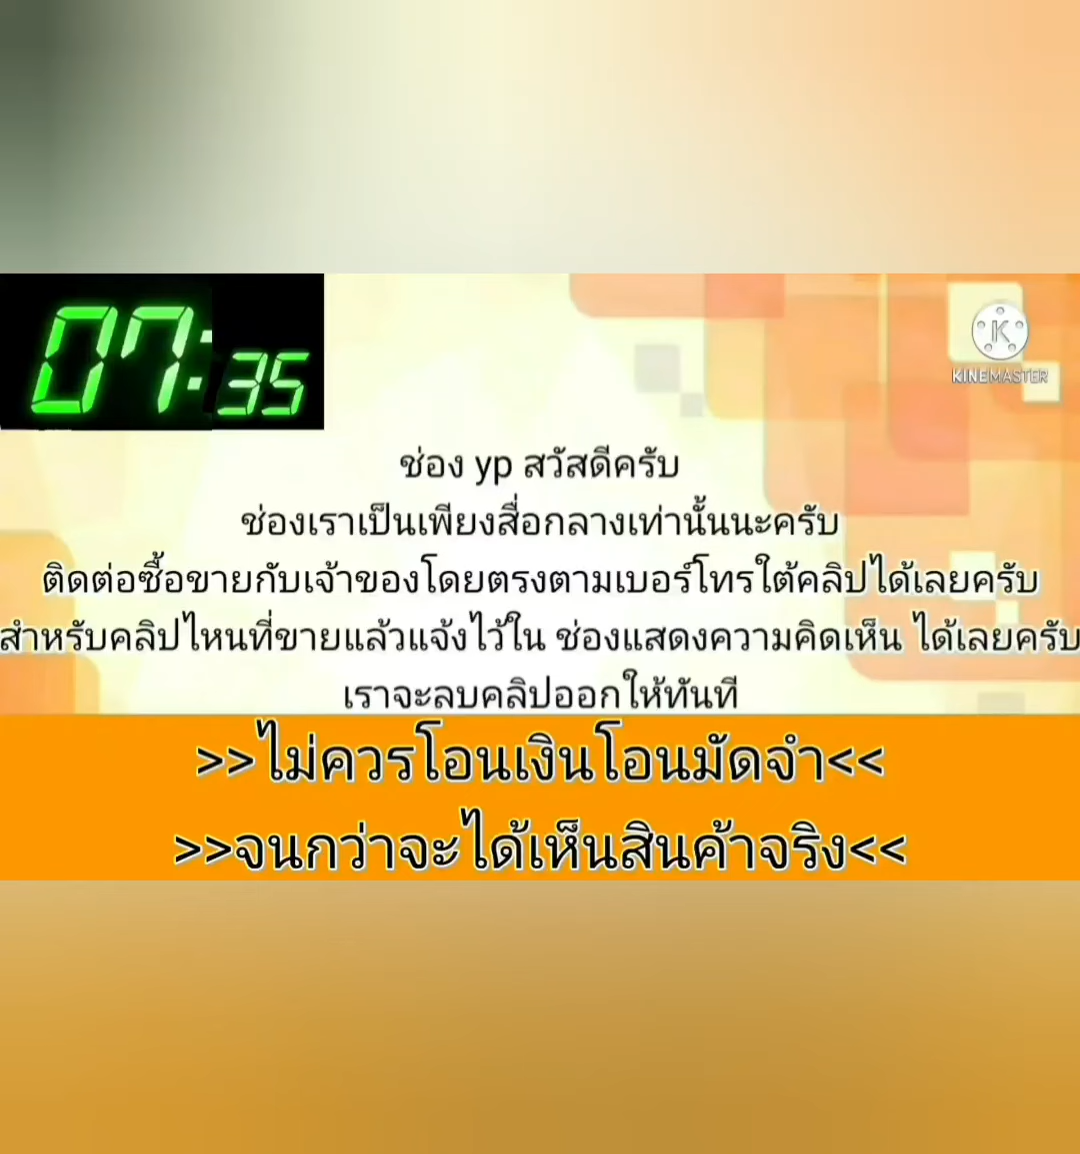 07:35
KINEMASTER
ช่อง yp สวัสดีครับ
ช่องเราเป็นเพียงสื่อกลางเท่านั้นนะครับ
ติดต่อซื้อขายกับเจ้าของโดยตรงตามเบอร์โทรใต้คลิปได้เลยครับ
สำหรับคลิปไหนที่ขายแล้วแจ้งไว้ใน ช่องแสดงความคิดเห็น ได้เลยครับ
เราจะลบคลิปออกให้ทันที
>>ไม่ควรโอนเงินโอนมัดจำ<<
>>จนกว่าจะได้เห็นสินค้าจริง<<